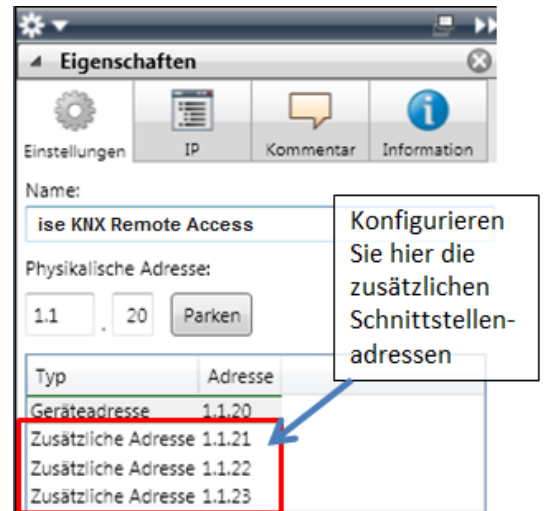 Eigenschaften
Einstellungen IP Kommentar Information
Name:
ise KNX Remote Access
Konfigurieren
Sie hier die
zusätzlichen
Schnittstellen-
adressen
Physikalische Adresse:
1.1 . 20 Parken
Typ Adresse
Geräteadresse 1.1.20
Zusätzliche Adresse 1.1.21
Zusätzliche Adresse 1.1.22
Zusätzliche Adresse 1.1.23